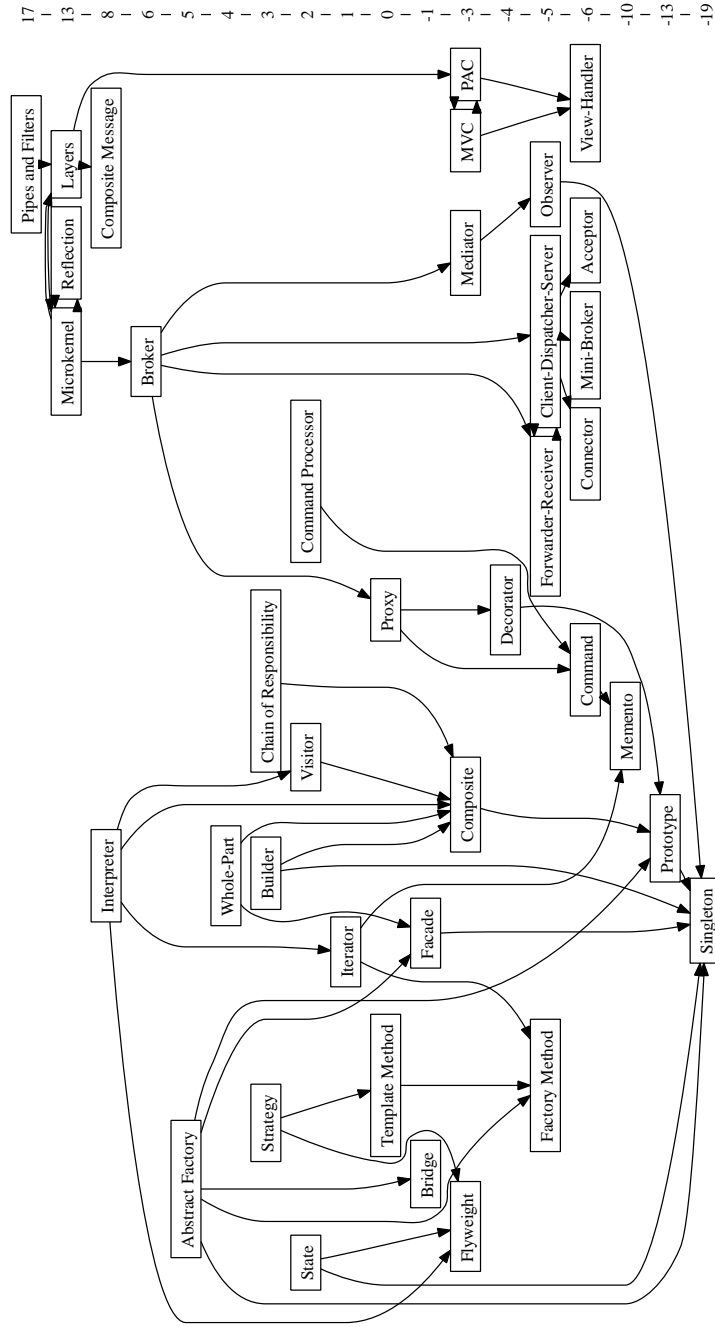 Pipes and Filters
17
Microkernel
Reflection
Layers
13
Interpreter
Composite Message
8
Broker
6
Abstract Factory
5
Whole-Part
4
Strategy
Builder
Chain of Responsibility
3
State
Visitor
Command Processor
2
Iterator
1
Template Method
Proxy
0
Bridge
Facade
-1
Flyweight
Composite
Mediator
MVC
PAC
-3
Decorator
-4
Factory Method
Forwarder-Receiver
Client-Dispatcher-Server
Observer
-5
Command
Connector
Mini-Broker
Acceptor
View-Handler
-6
Memento
-10
Prototype
-13
Singleton
-19